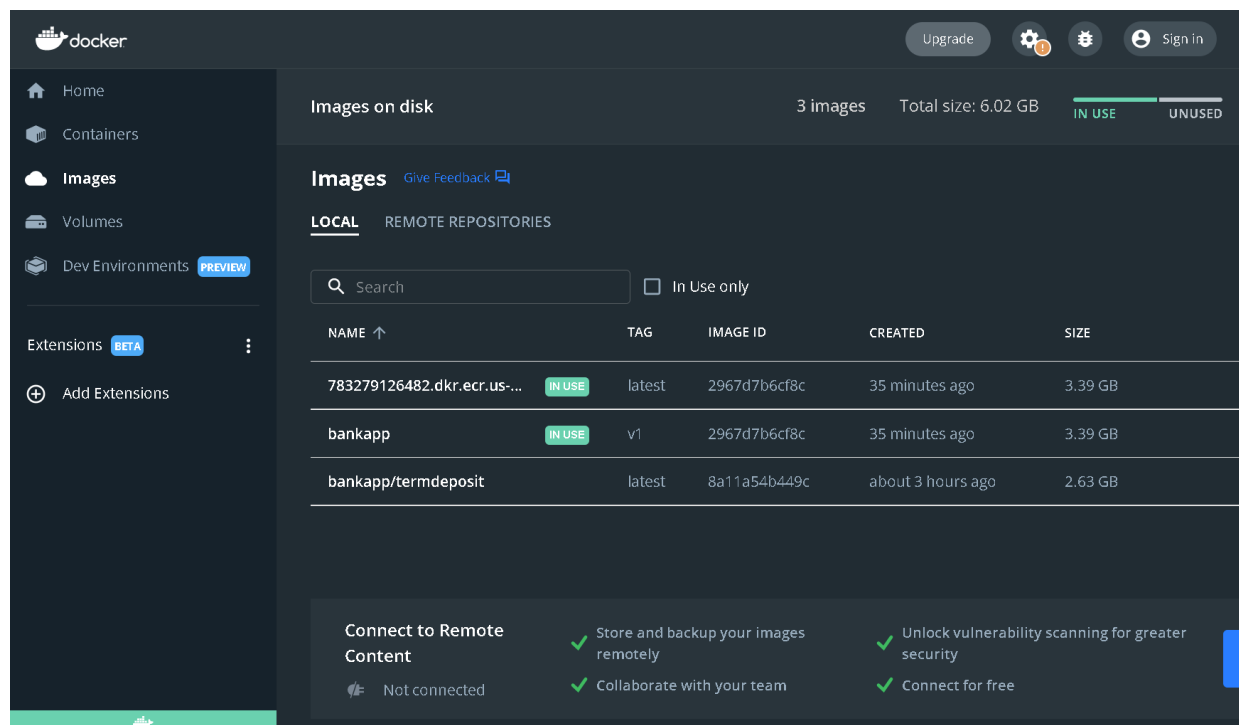 docker
Upgrade
Sign in
Home
Containers
Images
Volumes
Dev Environments PREVIEW
Extensions BETA
Add Extensions
Images on disk
3 images Total size: 6.02 GB
IN USE UNUSED
Images Give Feedback
LOCAL REMOTE REPOSITORIES
Search In Use only
NAME TAG IMAGE ID CREATED SIZE
783279126482.dkr.ecr.us-... IN USE latest 2967d7b6cf8c 35 minutes ago 3.39 GB
bankapp IN USE v1 2967d7b6cf8c 35 minutes ago 3.39 GB
bankapp/termdeposit latest 8a11a54b449c about 3 hours ago 2.63 GB
Connect to Remote
Content
Not connected
Store and backup your images
remotely
Collaborate with your team
Unlock vulnerability scanning for greater
security
Connect for free